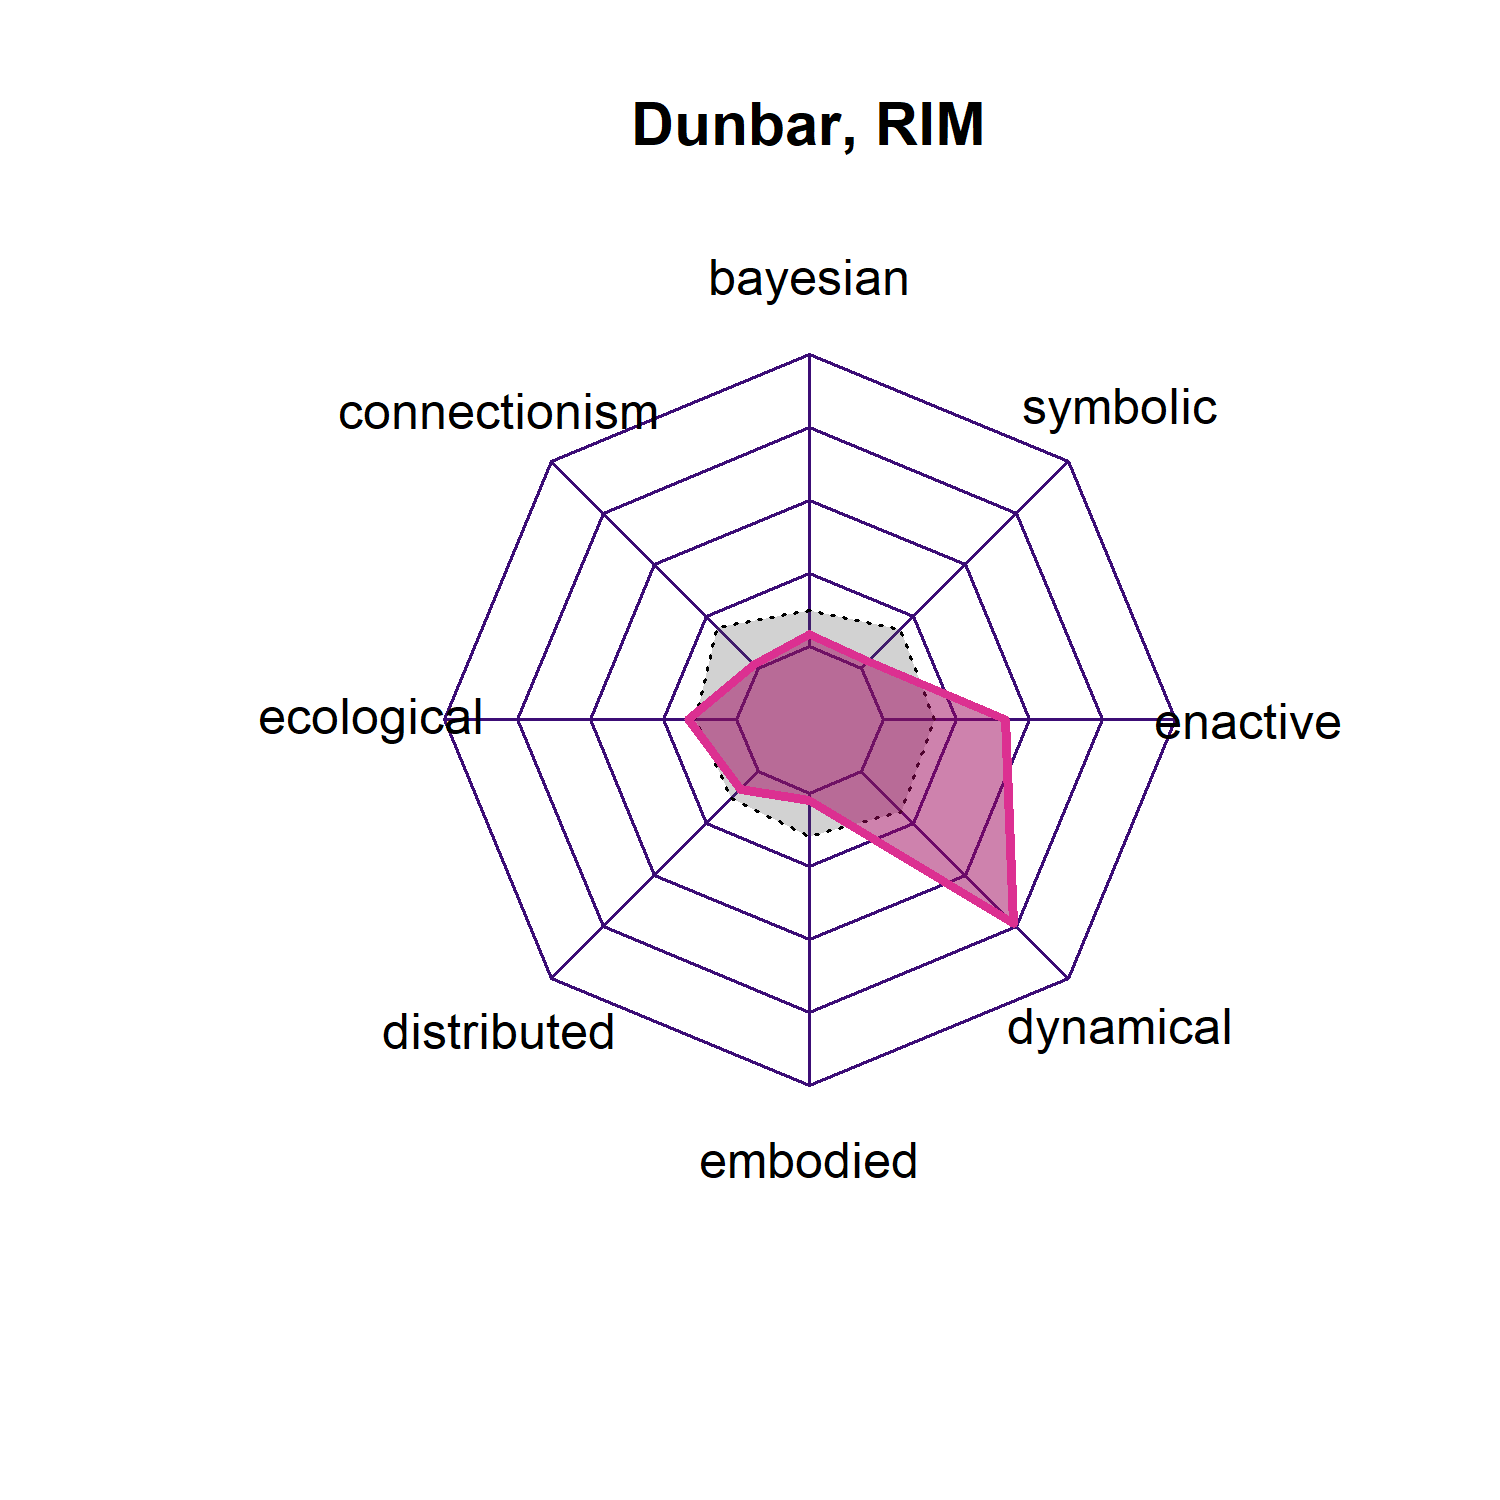 Dunbar, RIM
bayesian
symbolic
connectionism
ecological
enactive
distributed
dynamical
embodied